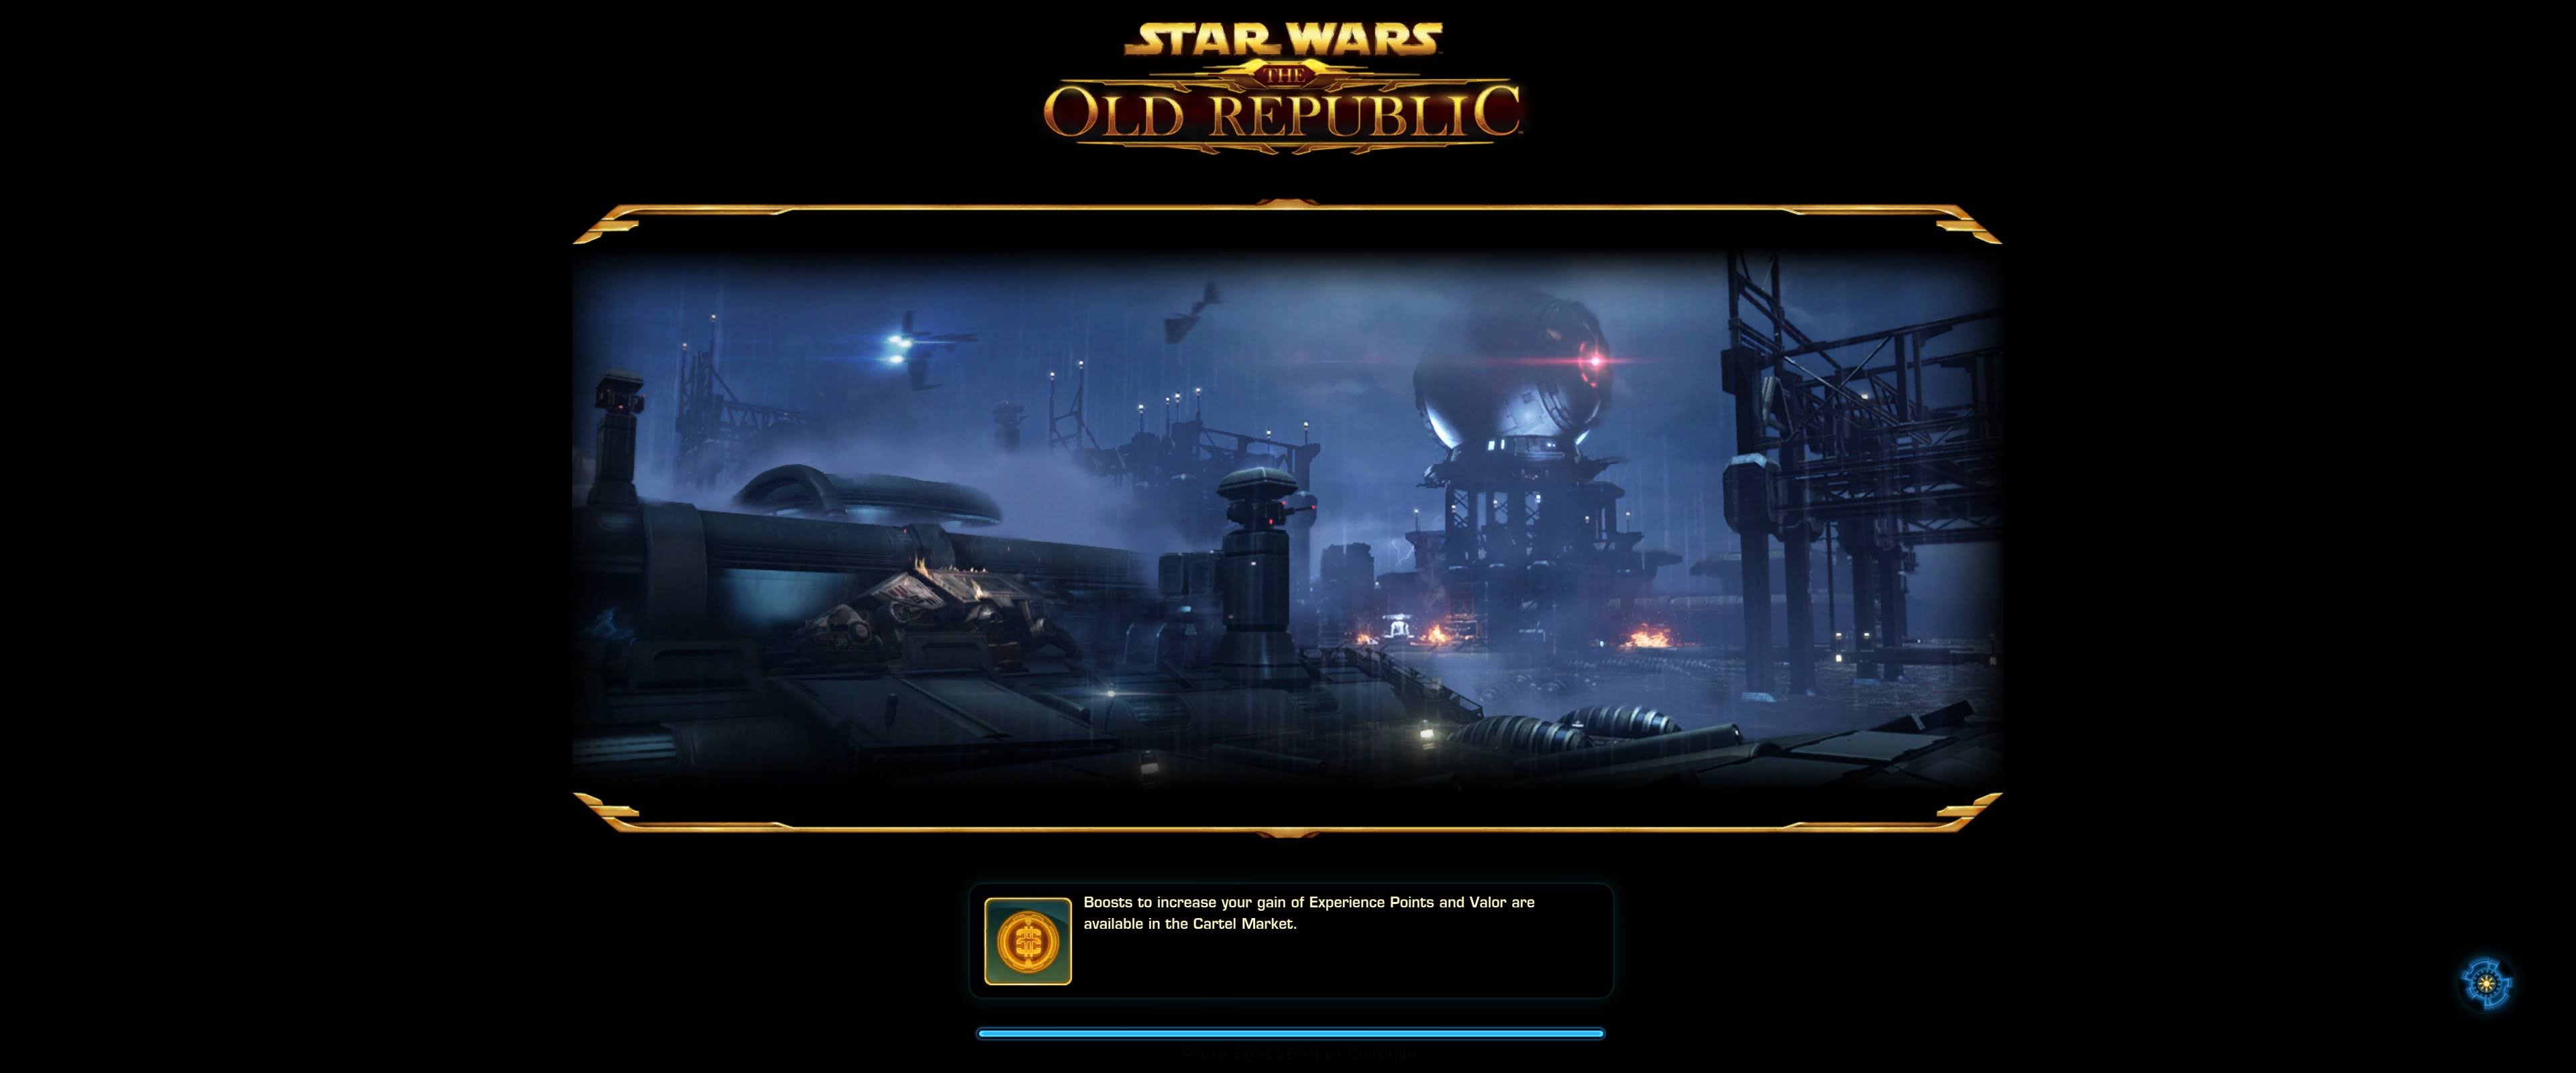 STAR WARS
THE
OLD REPUBLIC
Boosts to increase your gain of Experience Points and Valor are
available in the Cartel Market.